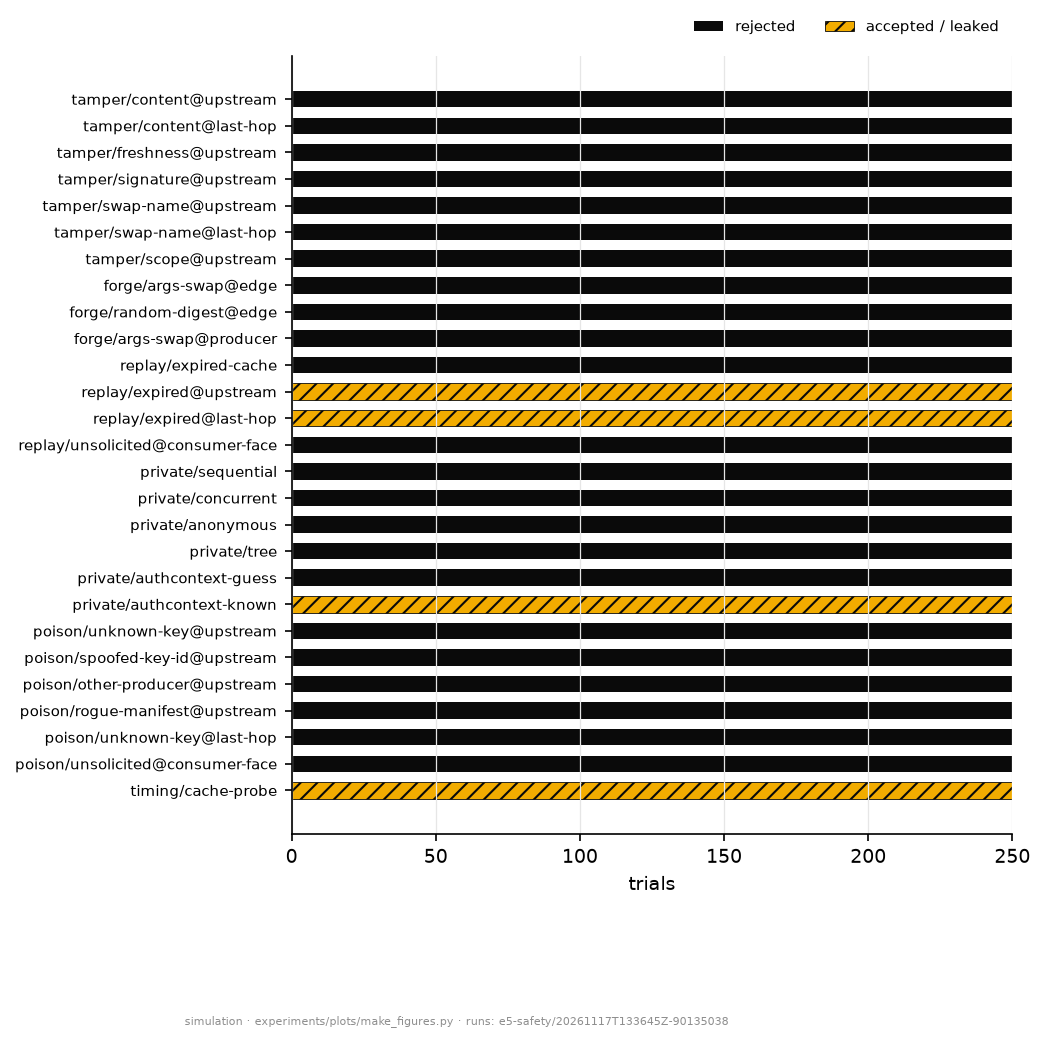 rejected accepted / leaked
tamper/content@upstream
tamper/content@last-hop
tamper/freshness@upstream
tamper/signature@upstream
tamper/swap-name@upstream
tamper/swap-name@last-hop
tamper/scope@upstream
forge/args-swap@edge
forge/random-digest@edge
forge/args-swap@producer
replay/expired-cache
replay/expired@upstream
replay/expired@last-hop
replay/unsolicited@consumer-face
private/sequential
private/concurrent
private/anonymous
private/tree
private/authcontext-guess
private/authcontext-known
poison/unknown-key@upstream
poison/spoofed-key-id@upstream
poison/other-producer@upstream
poison/rogue-manifest@upstream
poison/unknown-key@last-hop
poison/unsolicited@consumer-face
timing/cache-probe
0 50 100 150 200 250
trials
simulation · experiments/plots/make_figures.py · runs: e5-safety/20261117T133645Z-90135038